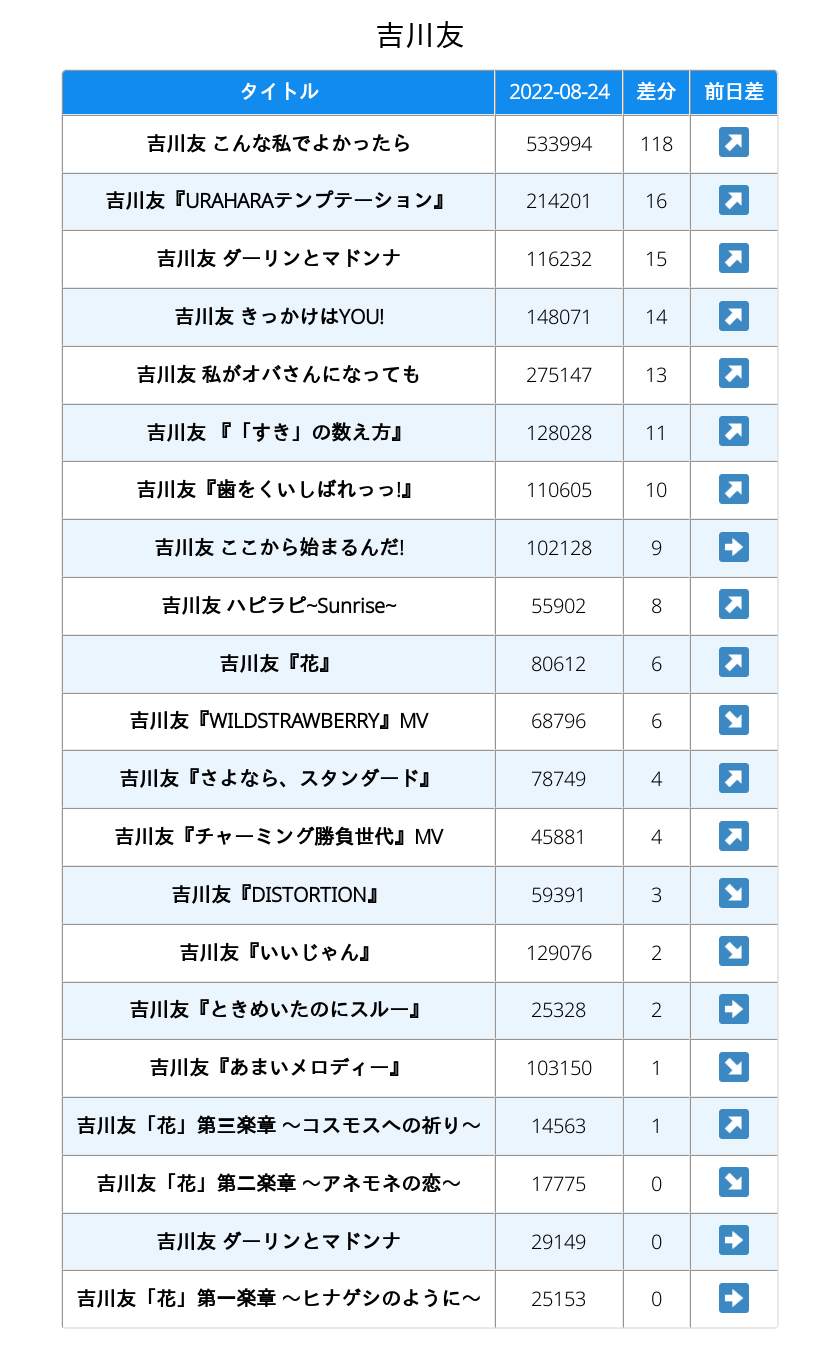 吉川友
タイトル 2022-08-24 差分 前日差
吉川友 こんな私でよかったら 533994 118 ↗
吉川友『URAHARAテンプテーション』 214201 16 ↗
吉川友 ダーリンとマドンナ 116232 15 ↗
吉川友 きっかけはYOU! 148071 14 ↗
吉川友 私がオバさんになっても 275147 13 ↗
吉川友 『「すき」の数え方』 128028 11 ↗
吉川友『歯をくいしばれっっ!』 110605 10 ↗
吉川友 ここから始まるんだ! 102128 9 ➡
吉川友 ハピラピ~Sunrise~ 55902 8 ↗
吉川友『花』 80612 6 ↗
吉川友『WILDSTRAWBERRY』MV 68796 6 ↘
吉川友『さよなら、スタンダード』 78749 4 ↗
吉川友『チャーミング勝負世代』MV 45881 4 ↗
吉川友『DISTORTION』 59391 3 ↘
吉川友『いいじゃん』 129076 2 ↘
吉川友『ときめいたのにスルー』 25328 2 ➡
吉川友『あまいメロディー』 103150 1 ↘
吉川友「花」第三楽章 〜コスモスへの祈り〜 14563 1 ↗
吉川友「花」第二楽章 〜アネモネの恋〜 17775 0 ↘
吉川友 ダーリンとマドンナ 29149 0 ➡
吉川友「花」第一楽章 〜ヒナゲシのように〜 25153 0 ➡